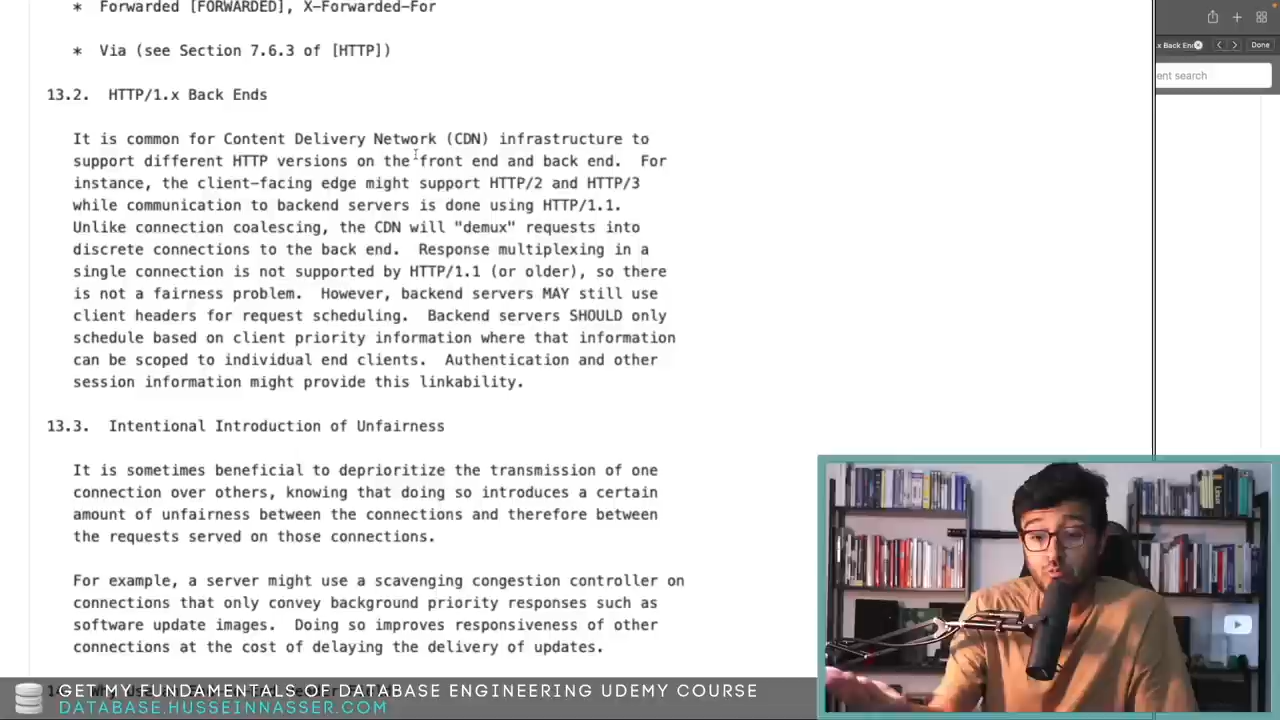 * Forwarded [FORWARDED], X-Forwarded-For
* Via (see Section 7.6.3 of [HTTP])
13.2. HTTP/1.x Back Ends
It is common for Content Delivery Network (CDN) infrastructure to
support different HTTP versions on the front end and back end. For
instance, the client-facing edge might support HTTP/2 and HTTP/3
while communication to backend servers is done using HTTP/1.1.
Unlike connection coalescing, the CDN will "demux" requests into
discrete connections to the back end. Response multiplexing in a
single connection is not supported by HTTP/1.1 (or older), so there
is not a fairness problem. However, backend servers MAY still use
client headers for request scheduling. Backend servers SHOULD only
schedule based on client priority information where that information
can be scoped to individual end clients. Authentication and other
session information might provide this linkability.
13.3. Intentional Introduction of Unfairness
It is sometimes beneficial to deprioritize the transmission of one
connection over others, knowing that doing so introduces a certain
amount of unfairness between the connections and therefore between
the requests served on those connections.
For example, a server might use a scavenging congestion controller on
connections that only convey background priority responses such as
software update images. Doing so improves responsiveness of other
connections at the cost of delaying the delivery of updates.
.x Back En
Done
ent search
GET MY FUNDAMENTALS OF DATABASE ENGINEERING UDEMY COURSE
DATABASE.HUSSEINNASSER.COM